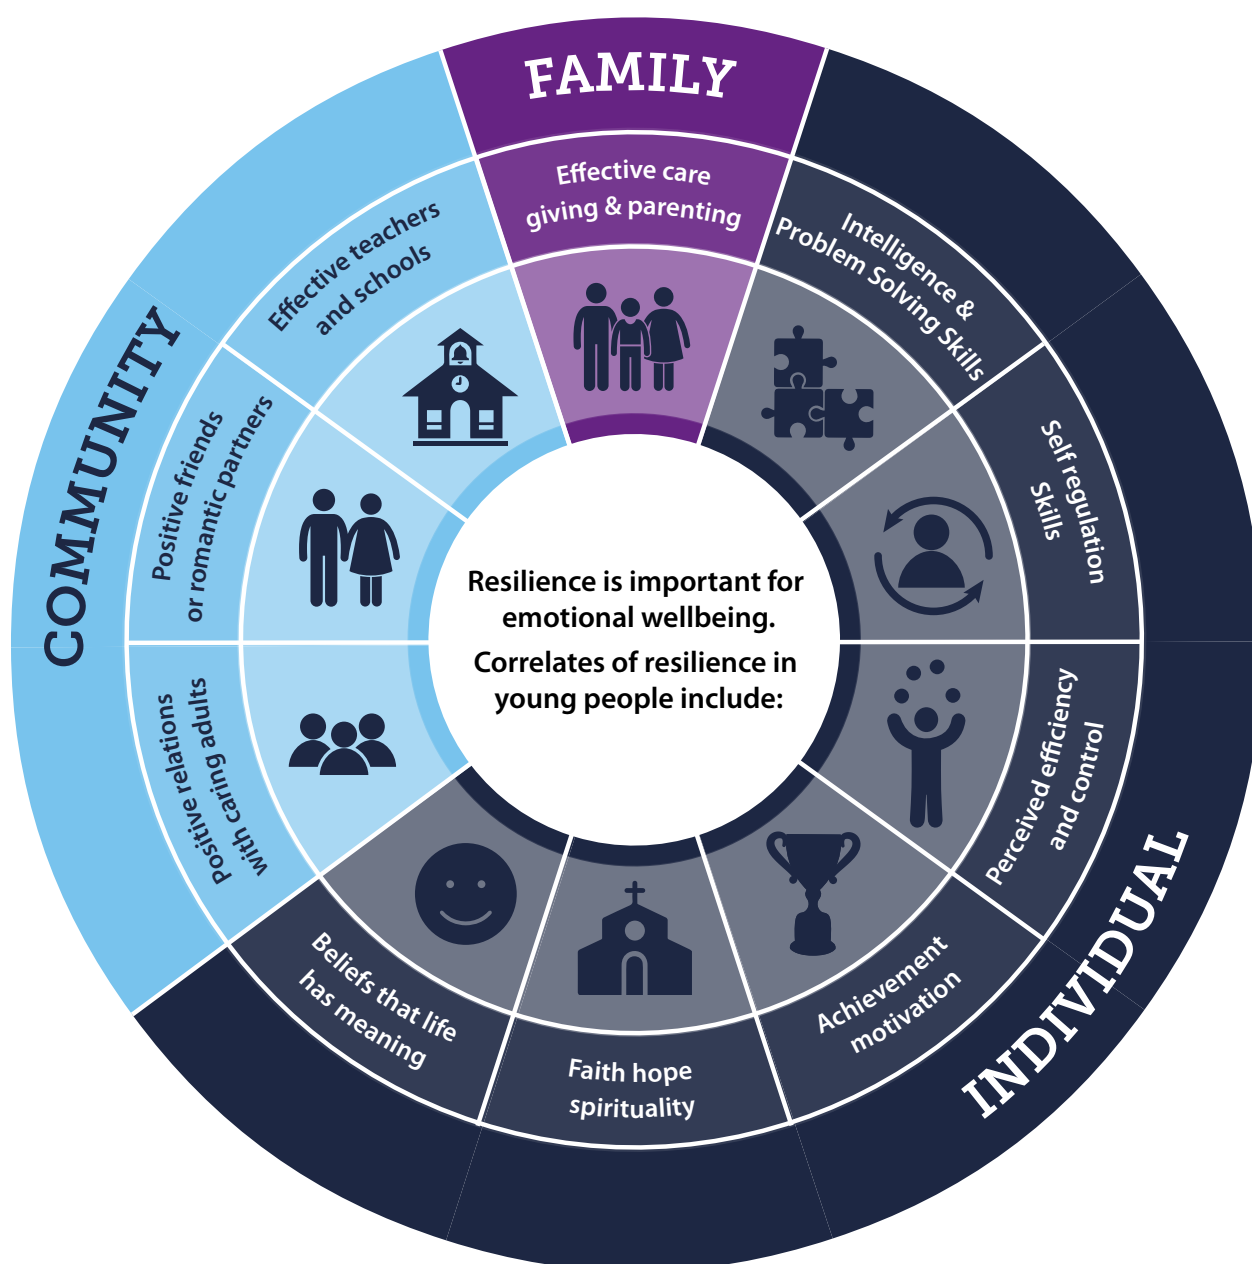 FAMILY
Effective care
giving & parenting
Intelligence &
Problem Solving Skills
Self regulation
Skills
Perceived efficiency
and control
INDIVIDUAL
Achievement
motivation
Faith hope
spirituality
Beliefs that life
has meaning
Positive relations
with caring adults
COMMUNITY
Positive friends
or romantic partners
Effective teachers
and schools
Resilience is important for
emotional wellbeing.
Correlates of resilience in
young people include: